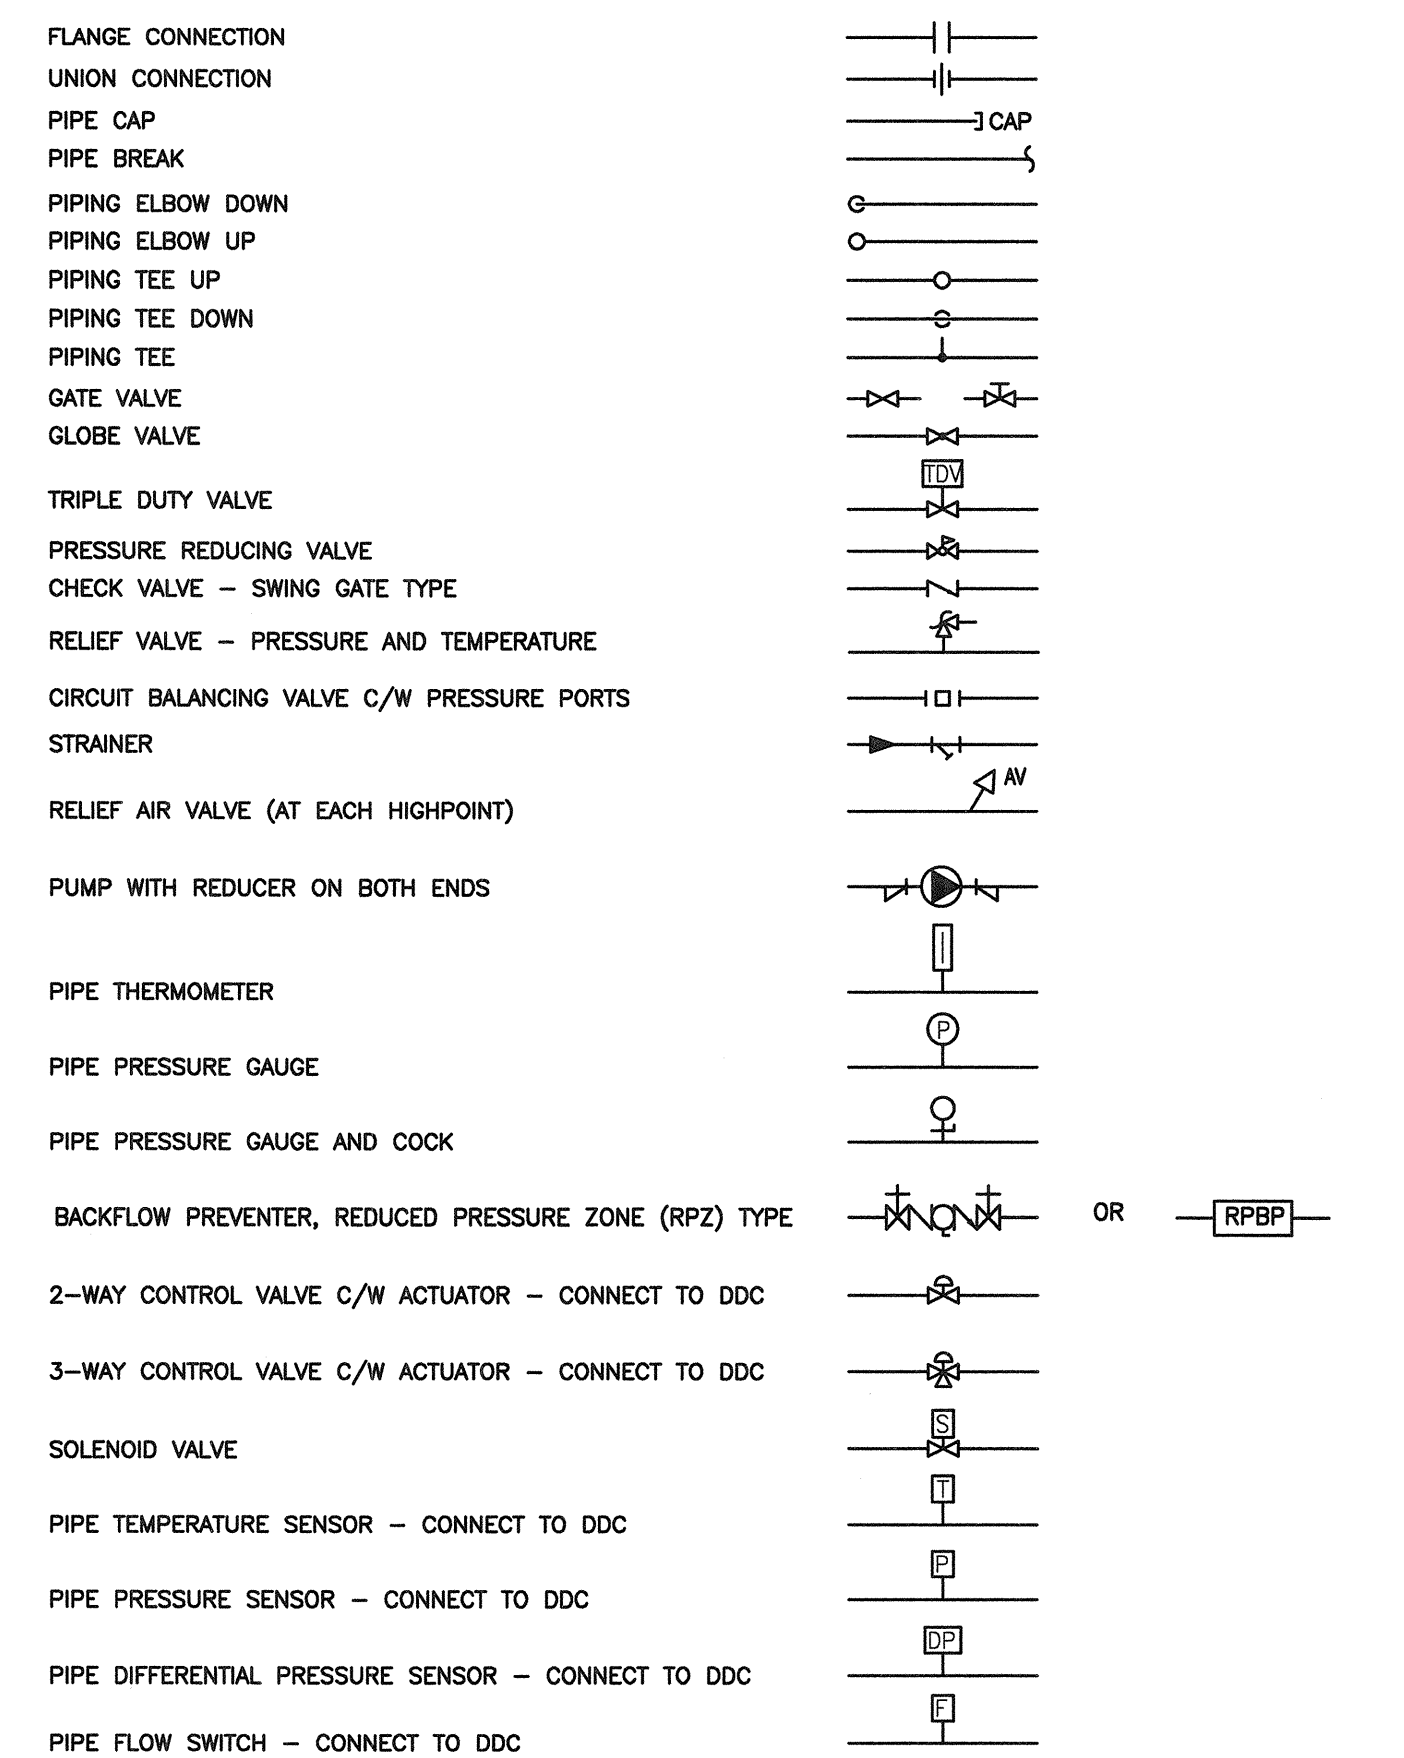 FLANGE CONNECTION
UNION CONNECTION
PIPE CAP CAP
PIPE BREAK
PIPING ELBOW DOWN
PIPING ELBOW UP
PIPING TEE UP
PIPING TEE DOWN
PIPING TEE
GATE VALVE
GLOBE VALVE
TDV
TRIPLE DUTY VALVE
PRESSURE REDUCING VALVE
CHECK VALVE – SWING GATE TYPE
RELIEF VALVE – PRESSURE AND TEMPERATURE
CIRCUIT BALANCING VALVE C/W PRESSURE PORTS
STRAINER
AV
RELIEF AIR VALVE (AT EACH HIGHPOINT)
PUMP WITH REDUCER ON BOTH ENDS
PIPE THERMOMETER
P
PIPE PRESSURE GAUGE
PIPE PRESSURE GAUGE AND COCK
BACKFLOW PREVENTER, REDUCED PRESSURE ZONE (RPZ) TYPE OR RPBP
2–WAY CONTROL VALVE C/W ACTUATOR – CONNECT TO DDC
3–WAY CONTROL VALVE C/W ACTUATOR – CONNECT TO DDC
S
SOLENOID VALVE
T
PIPE TEMPERATURE SENSOR – CONNECT TO DDC
P
PIPE PRESSURE SENSOR – CONNECT TO DDC
DP
PIPE DIFFERENTIAL PRESSURE SENSOR – CONNECT TO DDC
F
PIPE FLOW SWITCH – CONNECT TO DDC